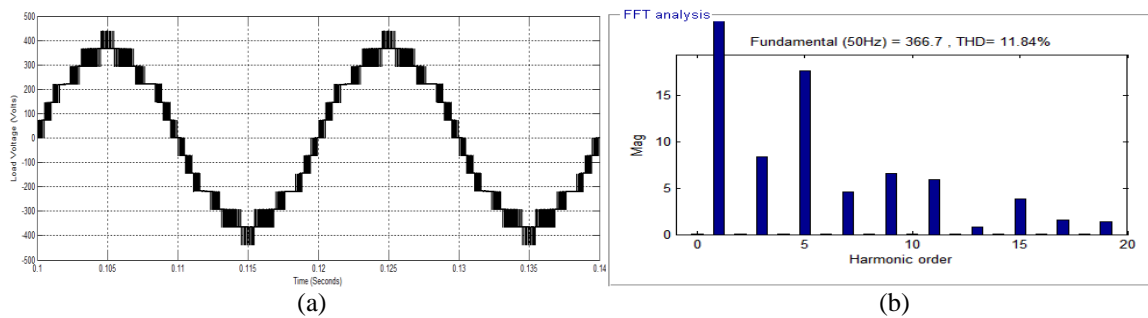 500
400
300
200
100
0
-100
-200
-300
-400
-500
Load Voltage (Volts)
0.1 0.105 0.11 0.115 0.12 0.125 0.13 0.135 0.14
Time (Seconds)
(a)
FFT analysis
Fundamental (50Hz) = 366.7 , THD= 11.84%
15
10
5
0
Mag
0 5 10 15 20
Harmonic order
(b)